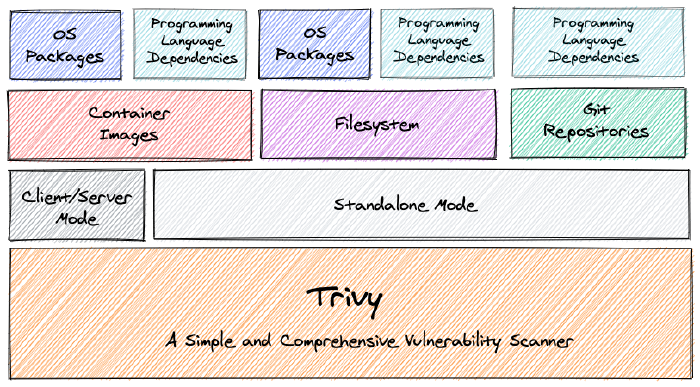 OS
Packages
Programming
Language
Dependencies
OS
Packages
Programming
Language
Dependencies
Programming
Language
Dependencies
Container
Images
Filesystem
Git
Repositories
Client/Server
Mode
Standalone Mode
Trivy
A Simple and Comprehensive Vulnerability Scanner